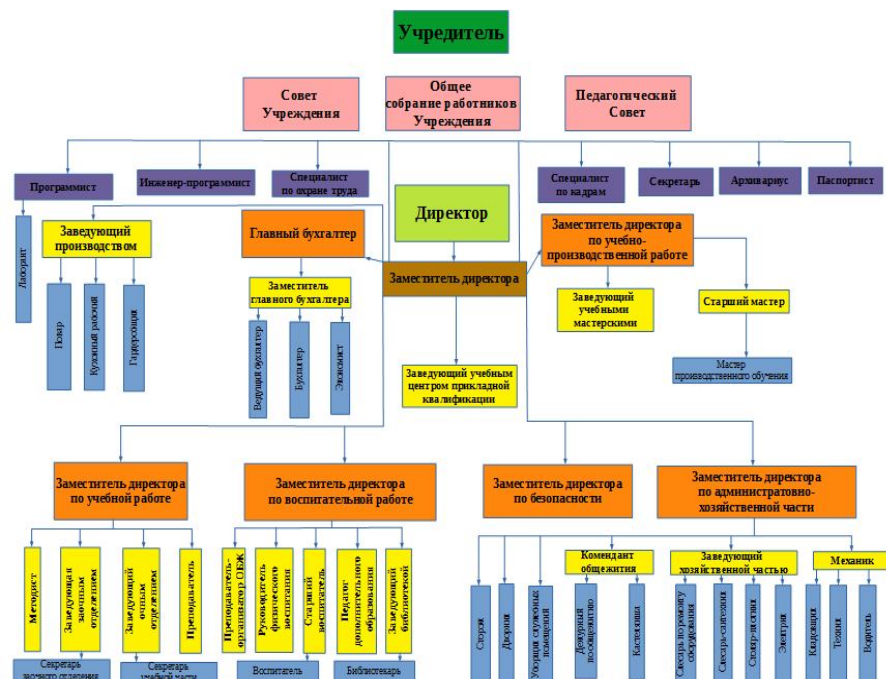 Учредитель
Совет
Учреждения
Общее
собрание работников
Учреждения
Педагогический
Совет
Программист
Инженер-программист
Специалист
по охране труда
Специалист
по кадрам
Секретарь
Архивариус
Паспортист
Лаборант
Заведующий
производством
Главный бухгалтер
Директор
Заместитель директора
Заместитель директора
по учебно-
производственной работе
Повар
Кухонный рабочий
Гардеробщик
Заместитель
главного бухгалтера
Ведущий бухгалтер
Бухгалтер
Экономист
Заведующий учебным
центром прикладной
квалификации
Заведующий
учебными
мастерскими
Старший мастер
Мастер
производственного обучения
Заместитель директора
по учебной работе
Заместитель директора
по воспитательной работе
Заместитель директора
по безопасности
Заместитель директора
по администратовно-
хозяйственной части
Методист
Заведующая
заочным
отделением
Заведующий
очным
отделением
Преподаватель
Преподаватель-
организатор ОБЖ
Руководитель
физического
воспитания
Старший
воспитатель
Педагог
дополнительного
образования
Заведующий
библиотекой
Секретарь
заочного отделения
Секретарь
учебной части
Воспитатель
Библиотекарь
Сторож
Дворник
Уборщик служебных
помещений
Комендант
общежития
Дежурный
по общежитию
Кастелянша
Заведующий
хозяйственной частью
Слесарь по ремонту
оборудования
Слесарь-сантехник
Столяр-плотник
Электрик
Механик
Кладовщик
Техник
Водитель